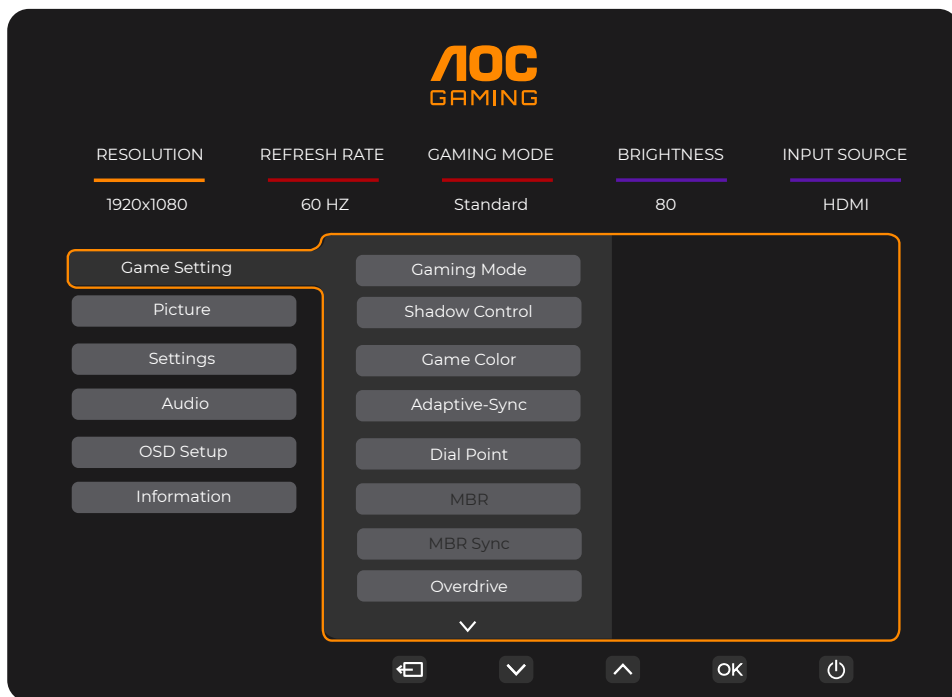 AOC
GAMING
RESOLUTION REFRESH RATE GAMING MODE BRIGHTNESS INPUT SOURCE
1920x1080 60 HZ Standard 80 HDMI
Game Setting
Picture
Settings
Audio
OSD Setup
Information
Gaming Mode
Shadow Control
Game Color
Adaptive-Sync
Dial Point
MBR
MBR Sync
Overdrive
OK